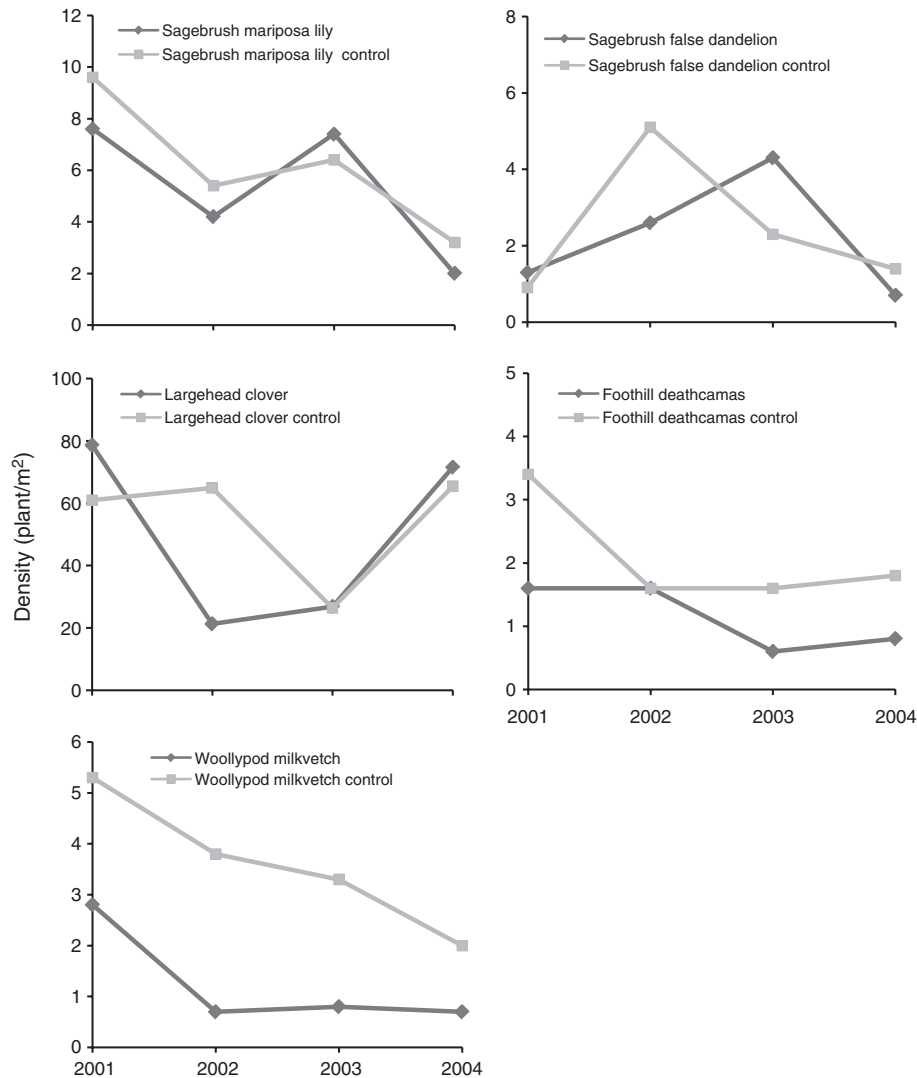 12
10
8
6
4
2
0
Sagebrush mariposa lily
Sagebrush mariposa lily control
8
6
4
2
0
Sagebrush false dandelion
Sagebrush false dandelion control
Density (plant/m²)
100
80
60
40
20
0
Largehead clover
Largehead clover control
5
4
3
2
1
0
Foothill deathcamas
Foothill deathcamas control
2001 2002 2003 2004
6
5
4
3
2
1
0
Woollypod milkvetch
Woollypod milkvetch control
2001 2002 2003 2004